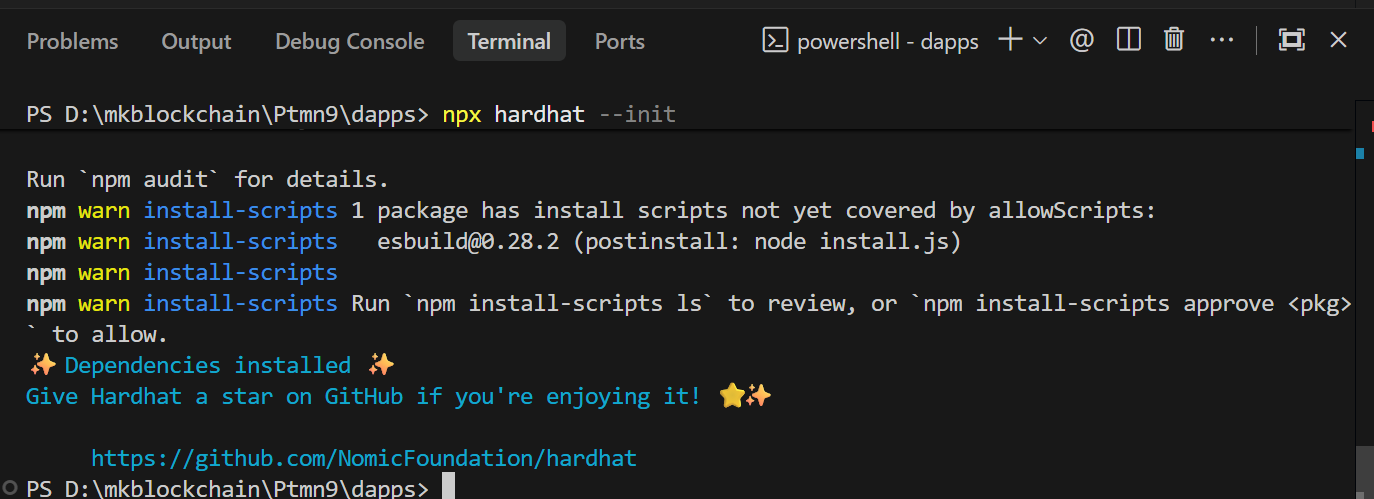 Problems Output Debug Console Terminal Ports powershell - dapps
PS D:\mkblockchain\Ptmn9\dapps> npx hardhat --init
Run `npm audit` for details.
npm warn install-scripts 1 package has install scripts not yet covered by allowScripts:
npm warn install-scripts   esbuild@0.28.2 (postinstall: node install.js)
npm warn install-scripts
npm warn install-scripts Run `npm install-scripts ls` to review, or `npm install-scripts approve <pkg>
` to allow.
✨ Dependencies installed ✨
Give Hardhat a star on GitHub if you're enjoying it! ⭐✨
https://github.com/NomicFoundation/hardhat
PS D:\mkblockchain\Ptmn9\dapps>